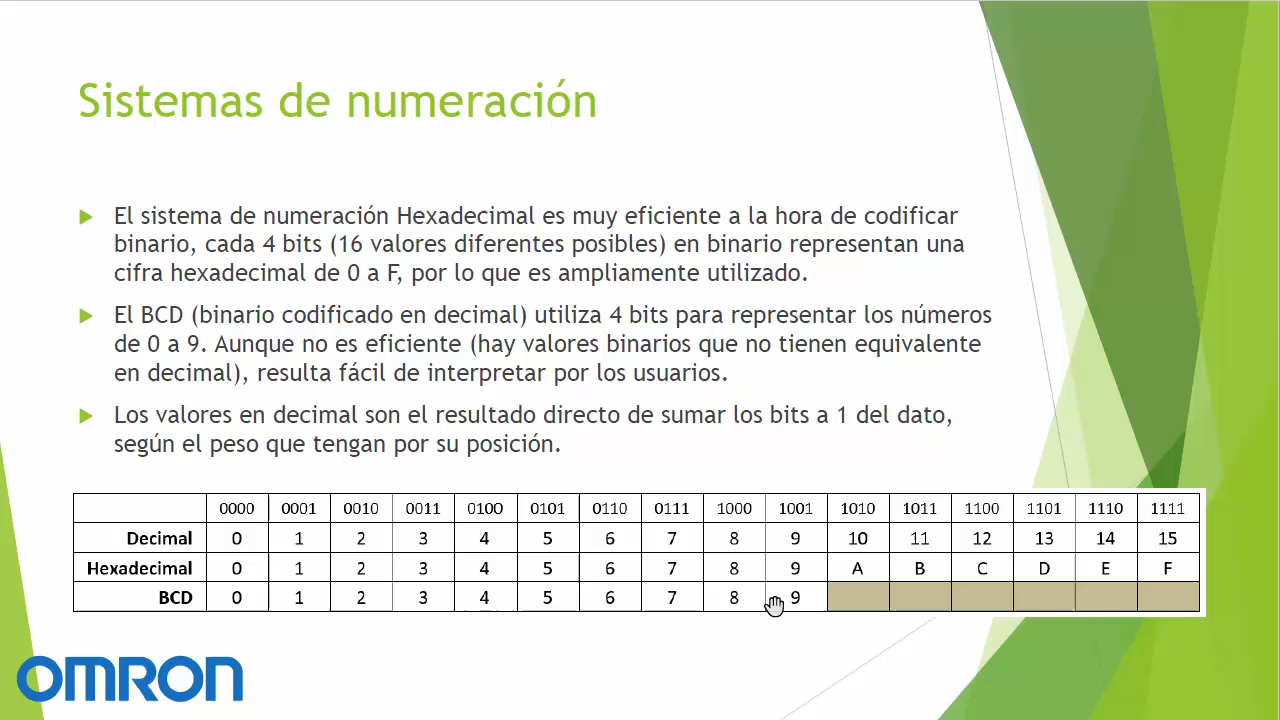 Sistemas de numeración
El sistema de numeración Hexadecimal es muy eficiente a la hora de codificar
binario, cada 4 bits (16 valores diferentes posibles) en binario representan una
cifra hexadecimal de 0 a F, por lo que es ampliamente utilizado.
El BCD (binario codificado en decimal) utiliza 4 bits para representar los números
de 0 a 9. Aunque no es eficiente (hay valores binarios que no tienen equivalente
en decimal), resulta fácil de interpretar por los usuarios.
Los valores en decimal son el resultado directo de sumar los bits a 1 del dato,
según el peso que tengan por su posición.
0000 0001 0010 0011 0100 0101 0110 0111 1000 1001 1010 1011 1100 1101 1110 1111
Decimal 0 1 2 3 4 5 6 7 8 9 10 11 12 13 14 15
Hexadecimal 0 1 2 3 4 5 6 7 8 9 A B C D E F
BCD 0 1 2 3 4 5 6 7 8 9
OMRON